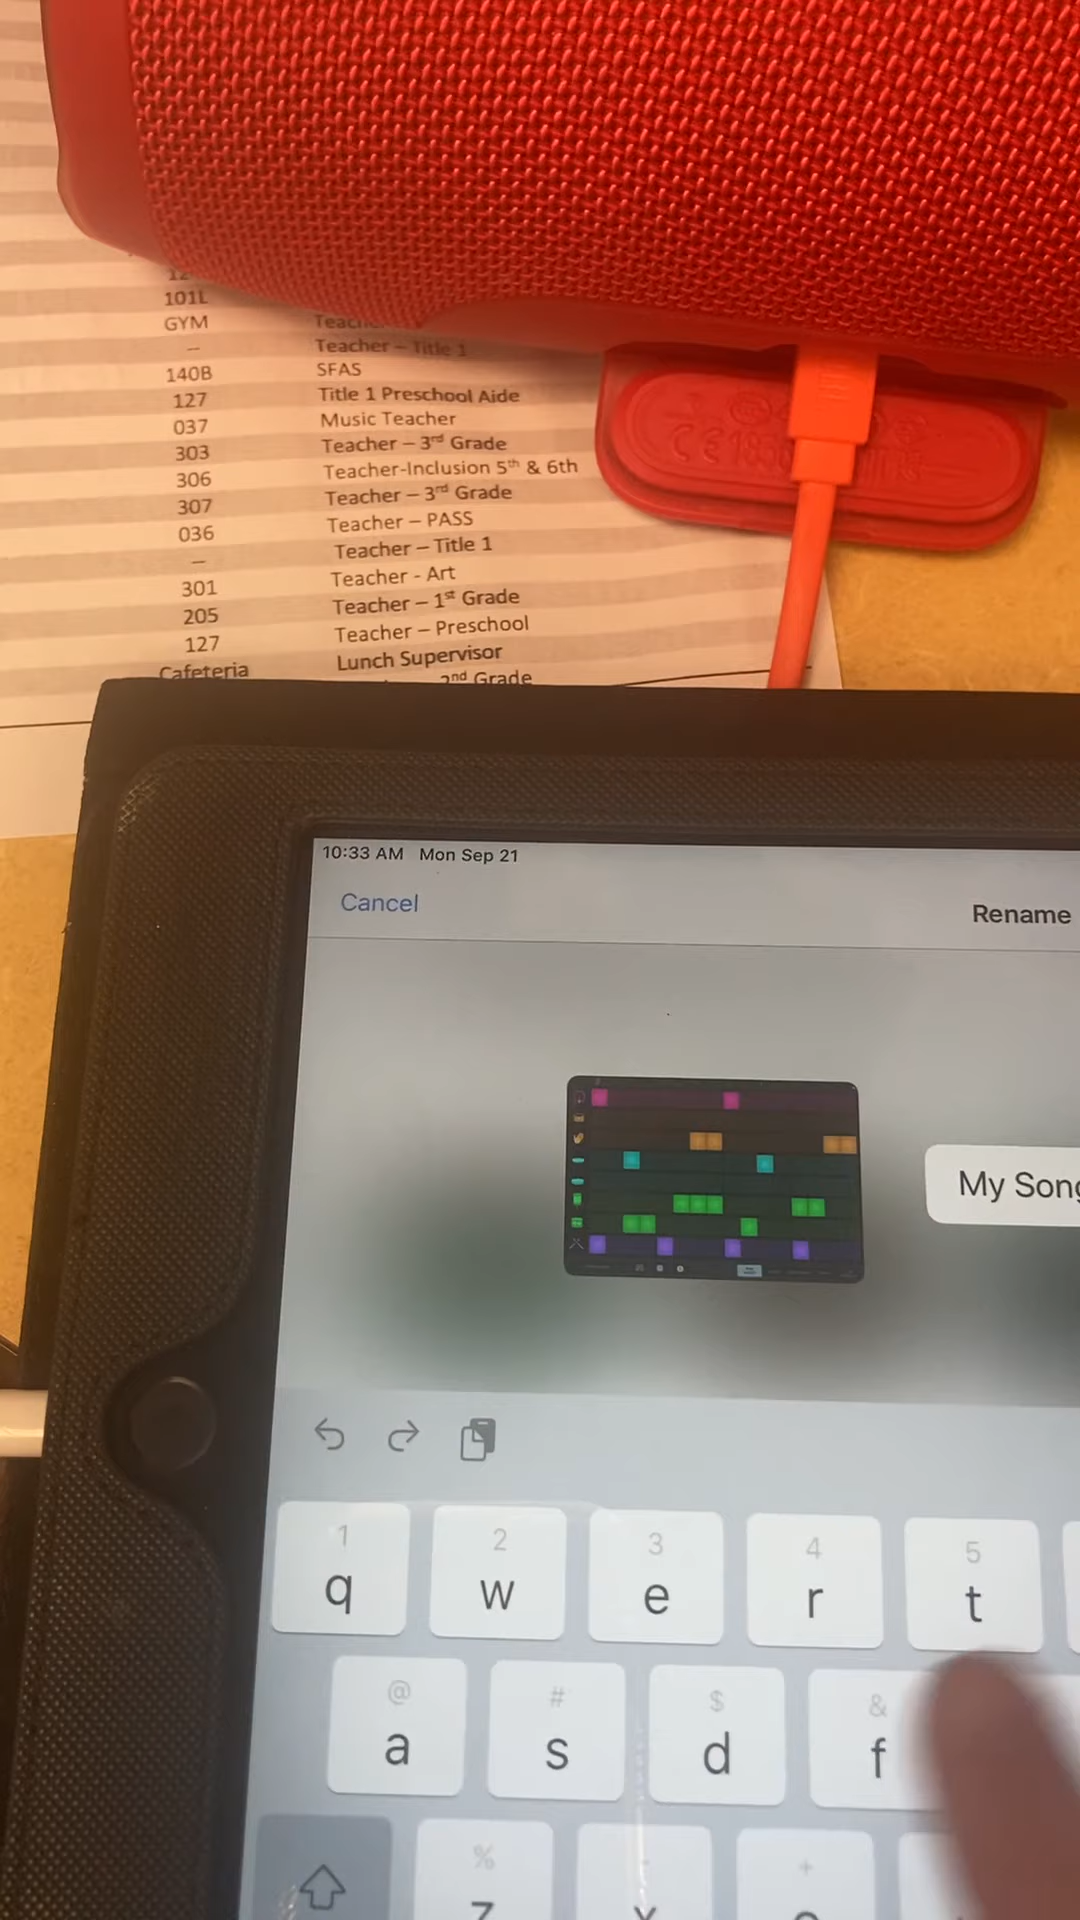 101L
GYM
— Teacher – Title 1
140B SFAS
127 Title 1 Preschool Aide
037 Music Teacher
303 Teacher – 3rd Grade
306 Teacher-Inclusion 5th & 6th
307 Teacher – 3rd Grade
036 Teacher – PASS
— Teacher – Title 1
301 Teacher - Art
205 Teacher – 1st Grade
127 Teacher – Preschool
Cafeteria Lunch Supervisor
2nd Grade
CE
10:33 AM Mon Sep 21
Cancel Rename
My Song
1 2 3 4 5
q w e r t
@ # $ &
a s d f
%
z